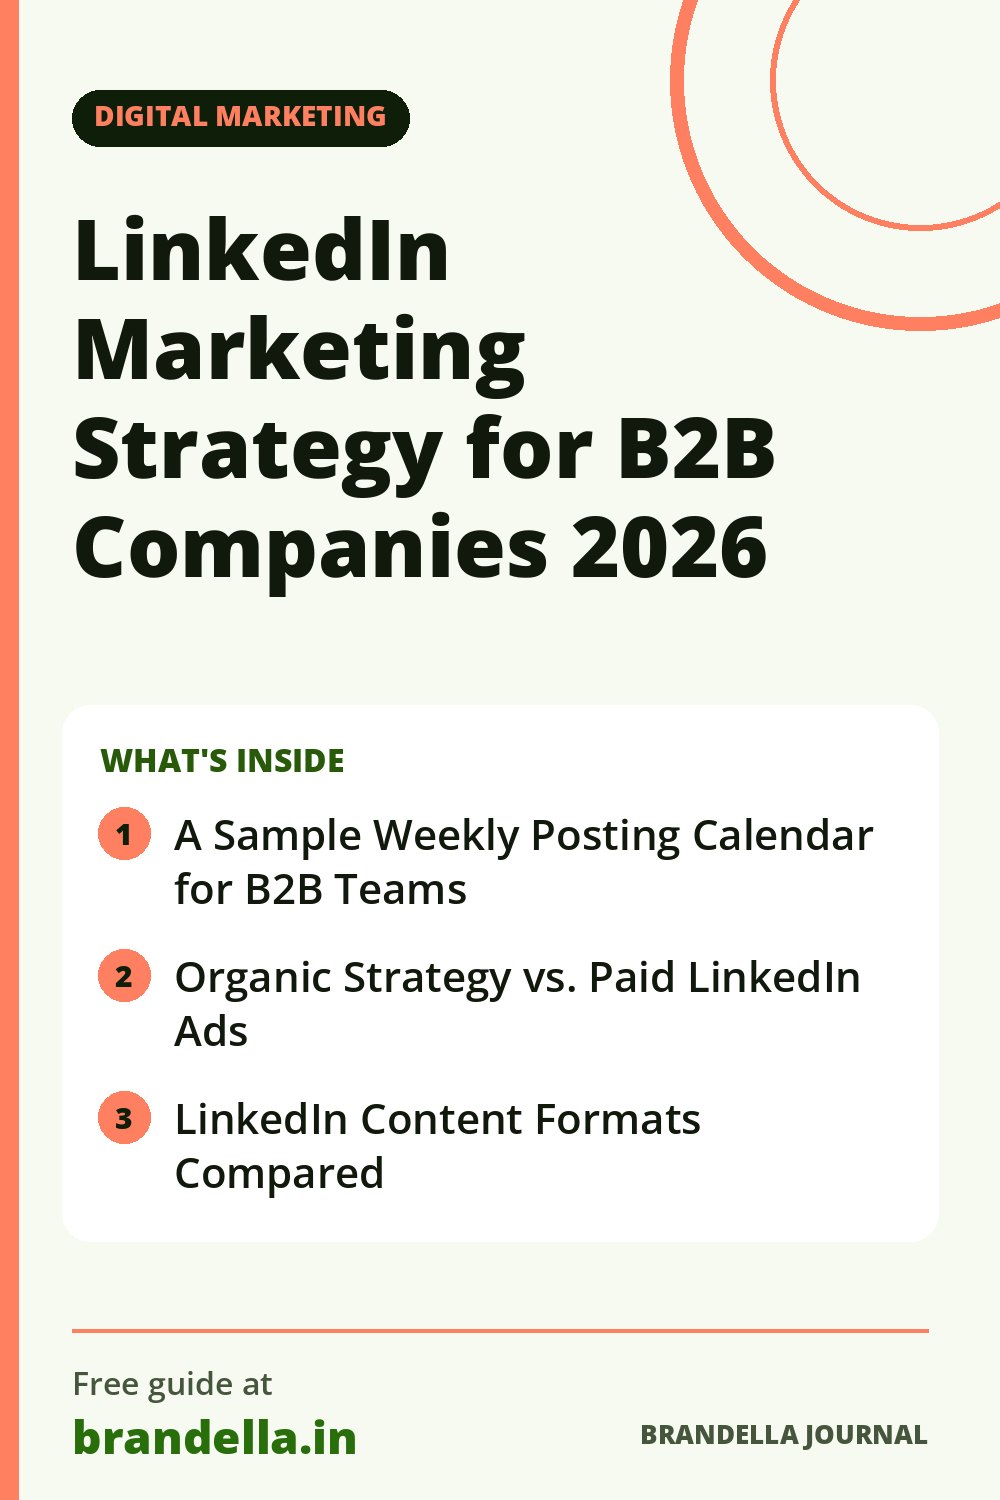 DIGITAL MARKETING
LinkedIn
Marketing
Strategy for B2B
Companies 2026
WHAT'S INSIDE
1 A Sample Weekly Posting Calendar
for B2B Teams
2 Organic Strategy vs. Paid LinkedIn
Ads
3 LinkedIn Content Formats
Compared
Free guide at
brandella.in
BRANDELLA JOURNAL